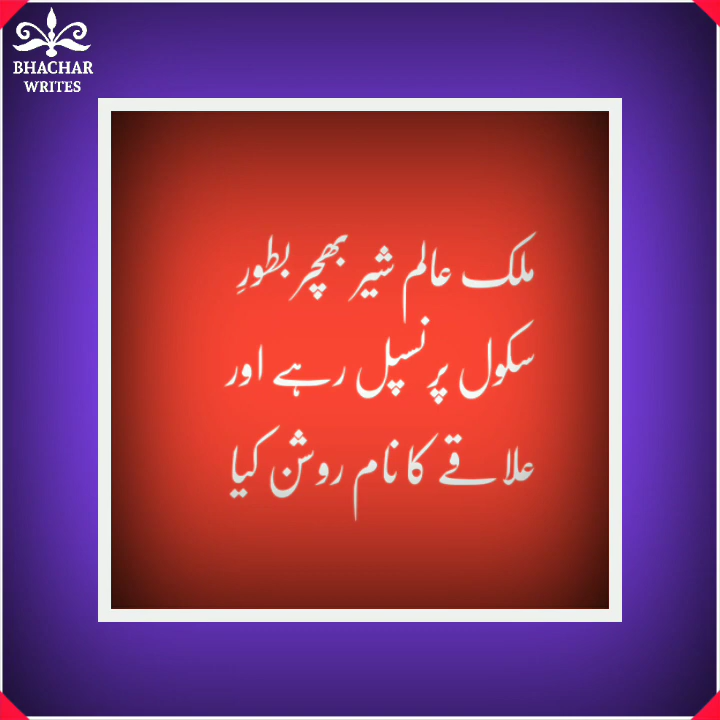 BHACHAR
WRITES
ملک عالم شیر بھچر بطورِ
سکول پرنسپل رہے اور
علاقے کا نام روشن کیا